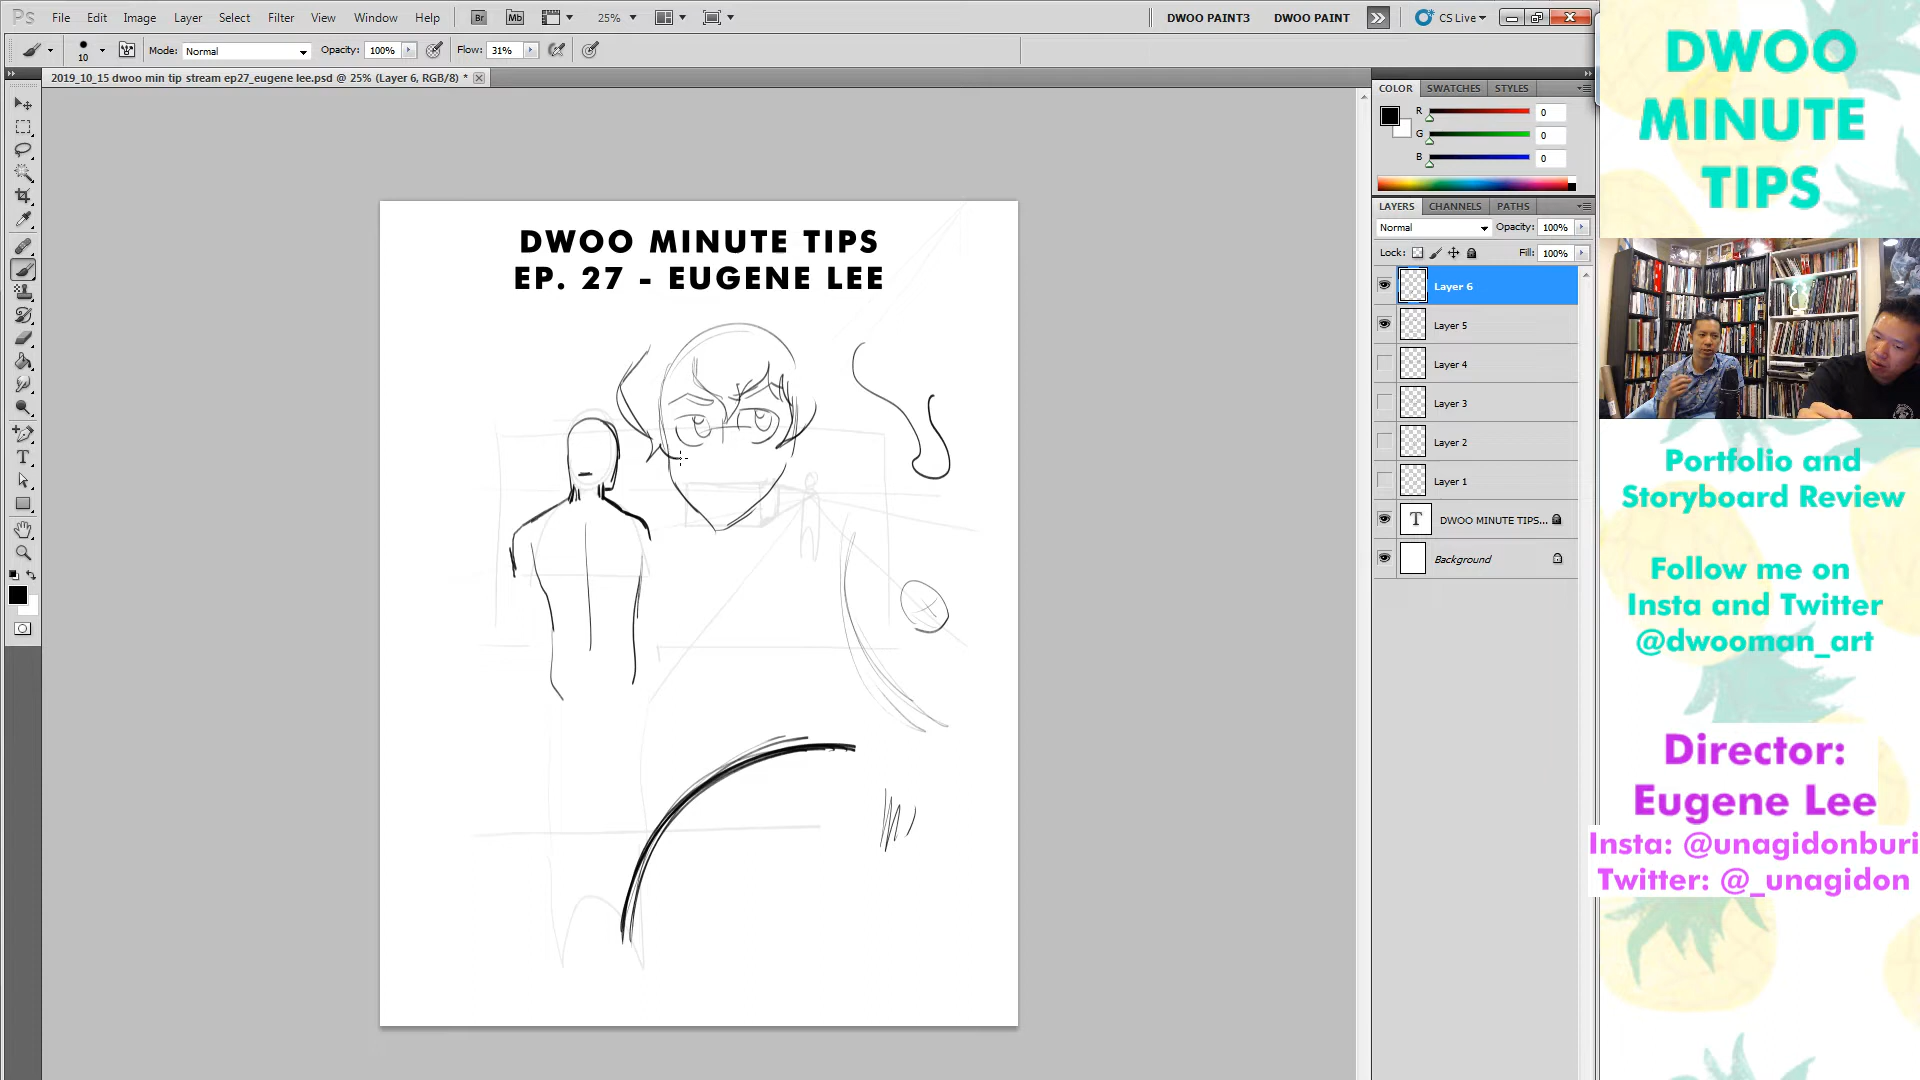 Ps File Edit Image Layer Select Filter View Window Help Br Mb 25% DWOO PAINT3 DWOO PAINT CS Live
10 Mode: Normal Opacity: 100% Flow: 31%
2019_10_15 dwoo min tip stream ep27_eugene lee.psd @ 25% (Layer 6, RGB/8) *
DWOO MINUTE TIPS
EP. 27 - EUGENE LEE
COLOR SWATCHES STYLES
R 0
G 0
B 0
LAYERS CHANNELS PATHS
Normal Opacity: 100%
Lock: Fill: 100%
Layer 6
Layer 5
Layer 4
Layer 3
Layer 2
Layer 1
T DWOO MINUTE TIPS...
Background
DWOO
MINUTE
TIPS
Portfolio and
Storyboard Review
Follow me on
Insta and Twitter
@dwooman_art
Director:
Eugene Lee
Insta: @unagidonburi
Twitter: @_unagidon